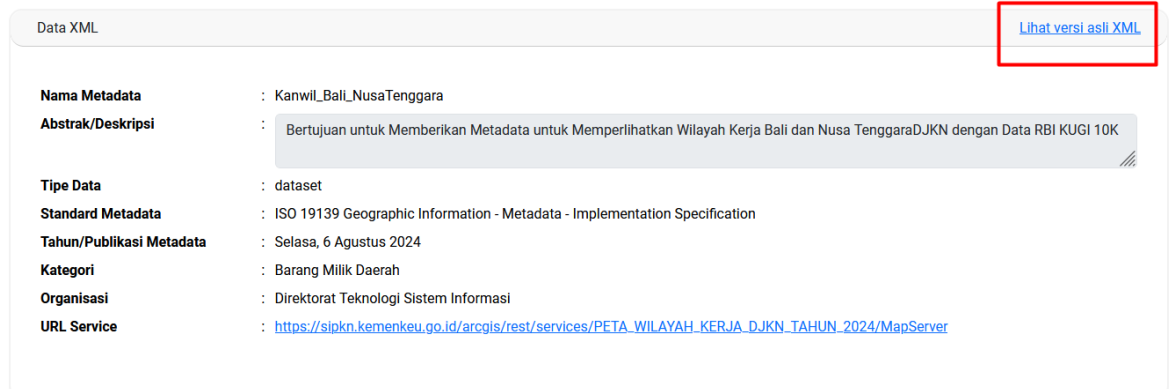 Data XML
Lihat versi asli XML
Nama Metadata : Kanwil_Bali_NusaTenggara
Abstrak/Deskripsi : Bertujuan untuk Memberikan Metadata untuk Memperlihatkan Wilayah Kerja Bali dan Nusa TenggaraDJKN dengan Data RBI KUGI 10K
Tipe Data : dataset
Standard Metadata : ISO 19139 Geographic Information - Metadata - Implementation Specification
Tahun/Publikasi Metadata : Selasa, 6 Agustus 2024
Kategori : Barang Milik Daerah
Organisasi : Direktorat Teknologi Sistem Informasi
URL Service : https://sipkn.kemenkeu.go.id/arcgis/rest/services/PETA_WILAYAH_KERJA_DJKN_TAHUN_2024/MapServer